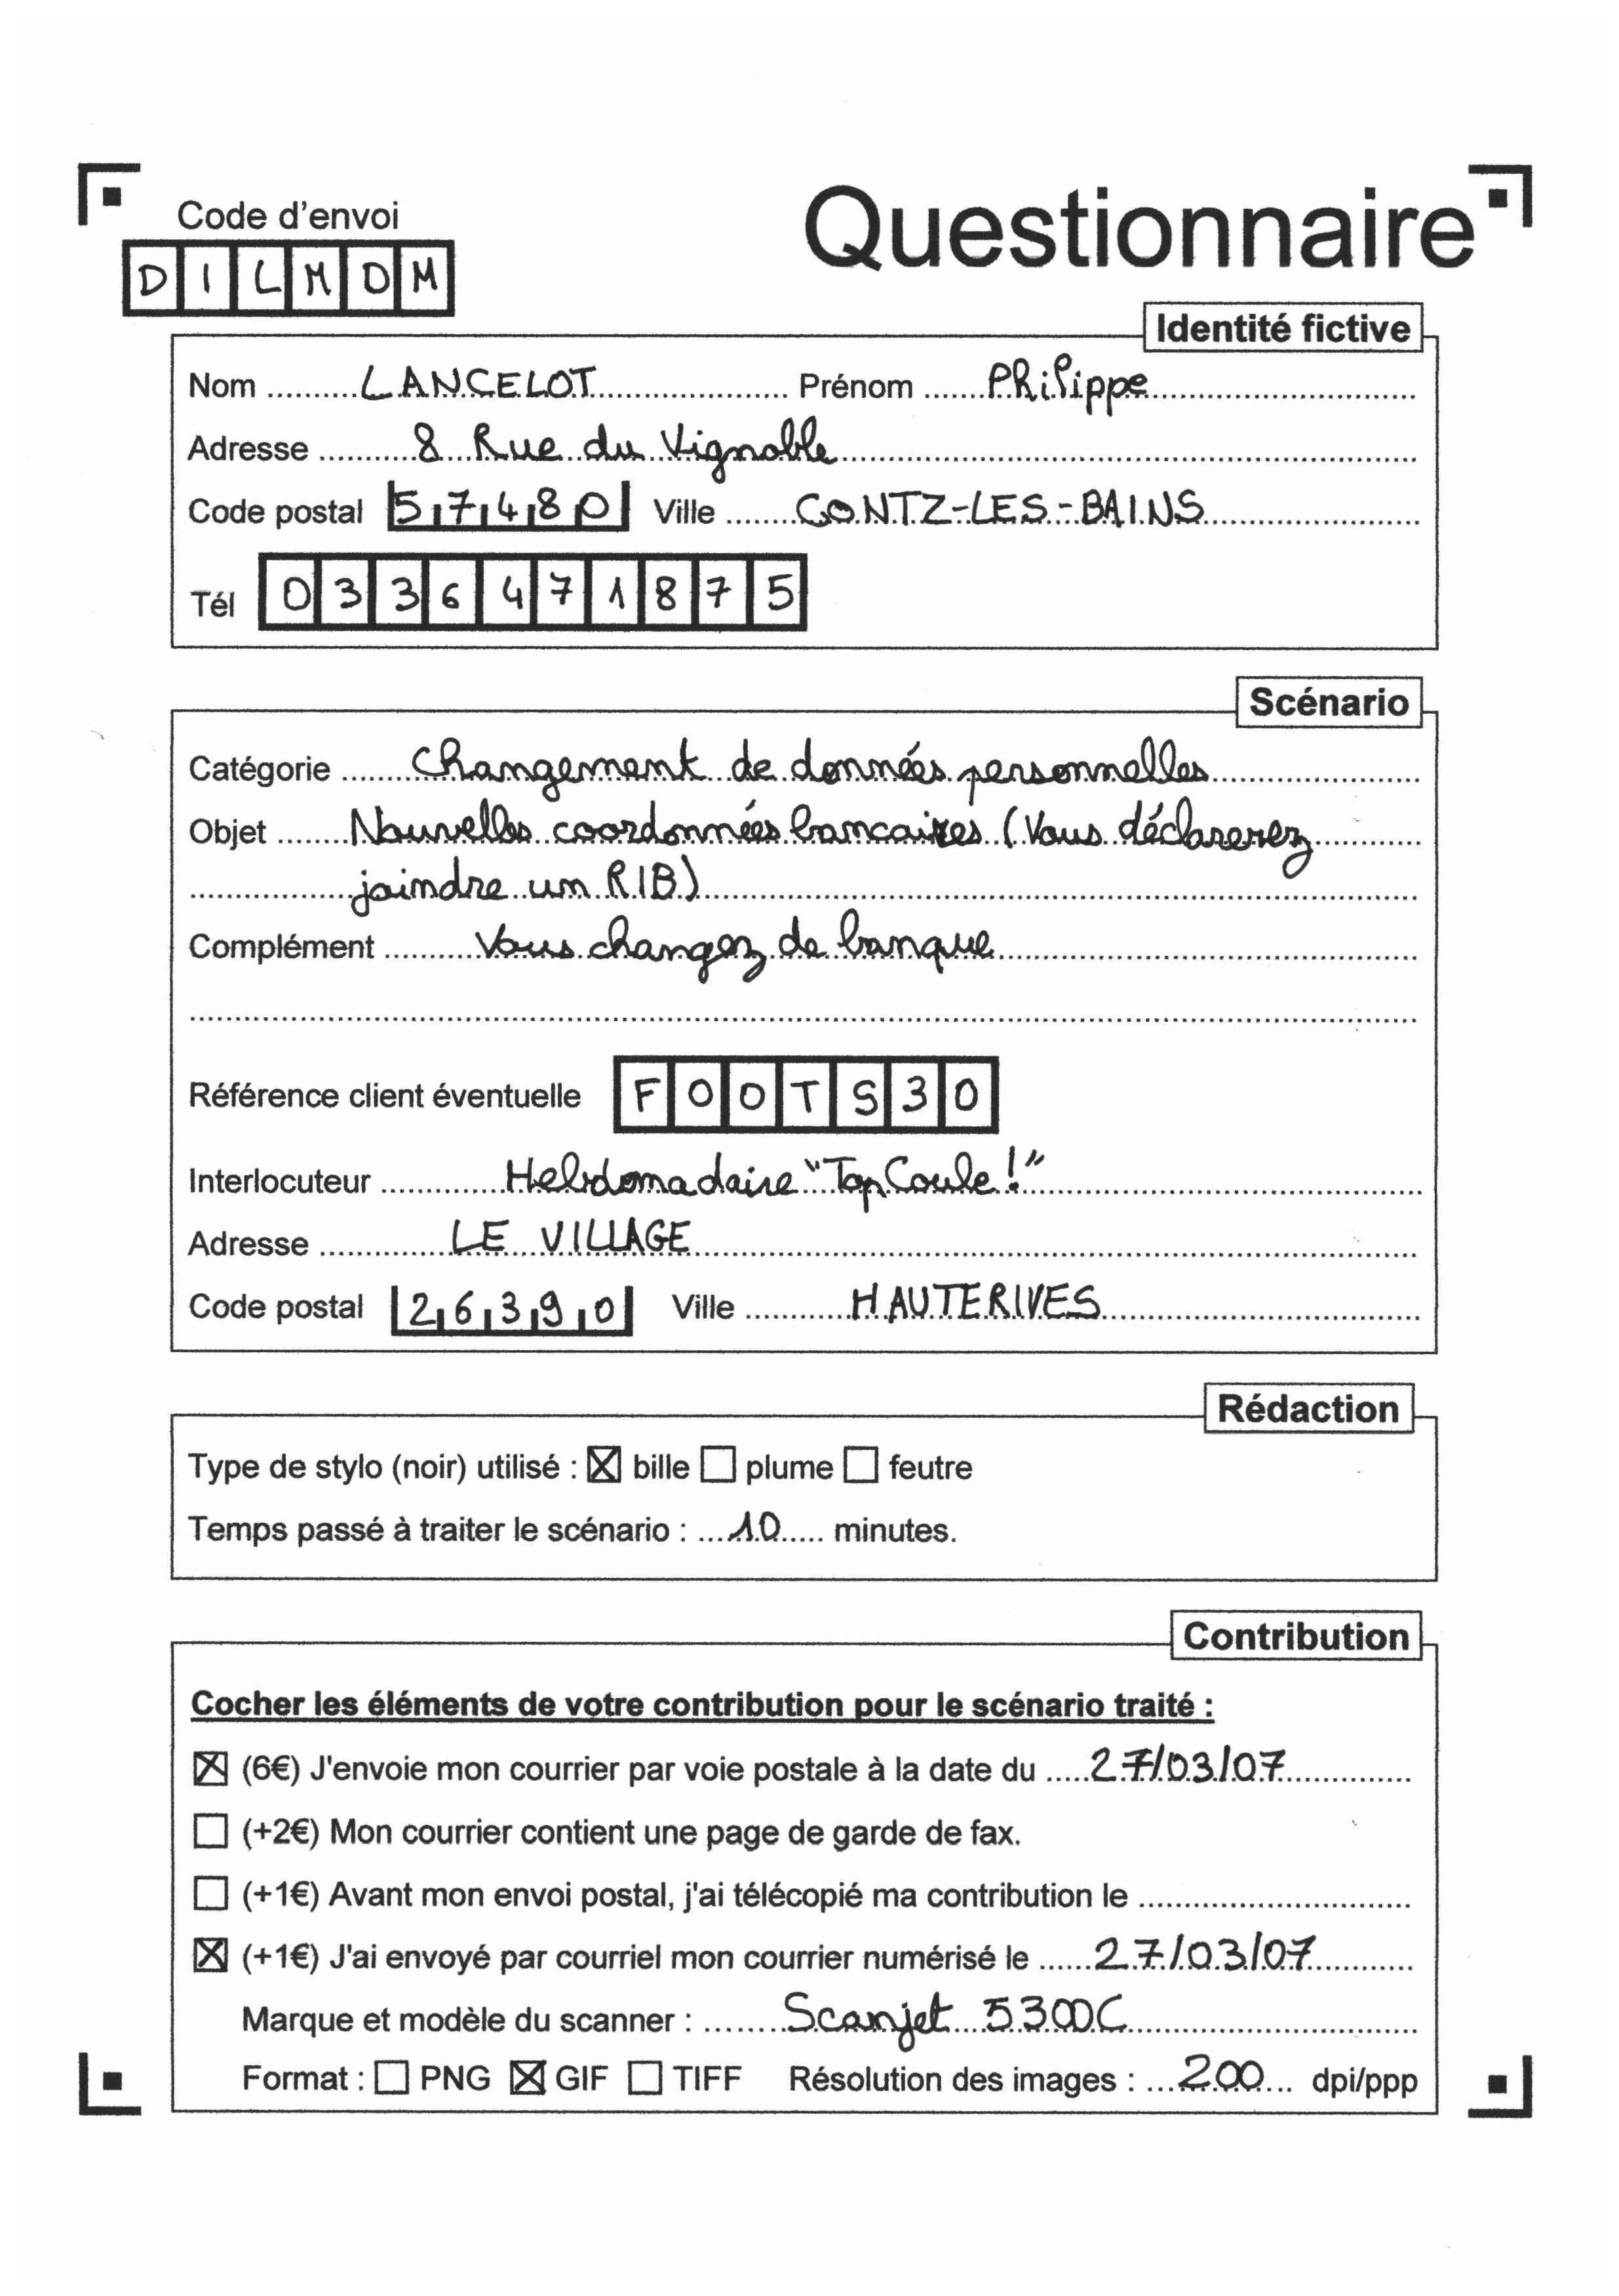 Code d'envoi
Questionnaire
DILMOM
Identité fictive
Nom LANCELOT Prénom Philippe
Adresse 8 Rue du Vignoble
Code postal 57480 Ville CONTZ-LES-BAINS
Tél 0336471875
Scénario
Catégorie Changement de données personnelles
Objet Nouvelles coordonnées bancaires (Vous déclarerez
joindre un RIB)
Complément Vous changez de banque
Référence client éventuelle FOOTS30
Interlocuteur Hebdomadaire "Top Coule!"
Adresse LE VILLAGE
Code postal 26390 Ville HAUTERIVES
Rédaction
Type de stylo (noir) utilisé : ☒ bille ☐ plume ☐ feutre
Temps passé à traiter le scénario : 10 minutes.
Contribution
Cocher les éléments de votre contribution pour le scénario traité :
☒ (6€) J'envoie mon courrier par voie postale à la date du 27/03/07
☐ (+2€) Mon courrier contient une page de garde de fax.
☐ (+1€) Avant mon envoi postal, j'ai télécopié ma contribution le
☒ (+1€) J'ai envoyé par courriel mon courrier numérisé le 27/03/07
Marque et modèle du scanner : Scanjet 5300C
Format : ☐ PNG ☒ GIF ☐ TIFF Résolution des images : 200 dpi/ppp